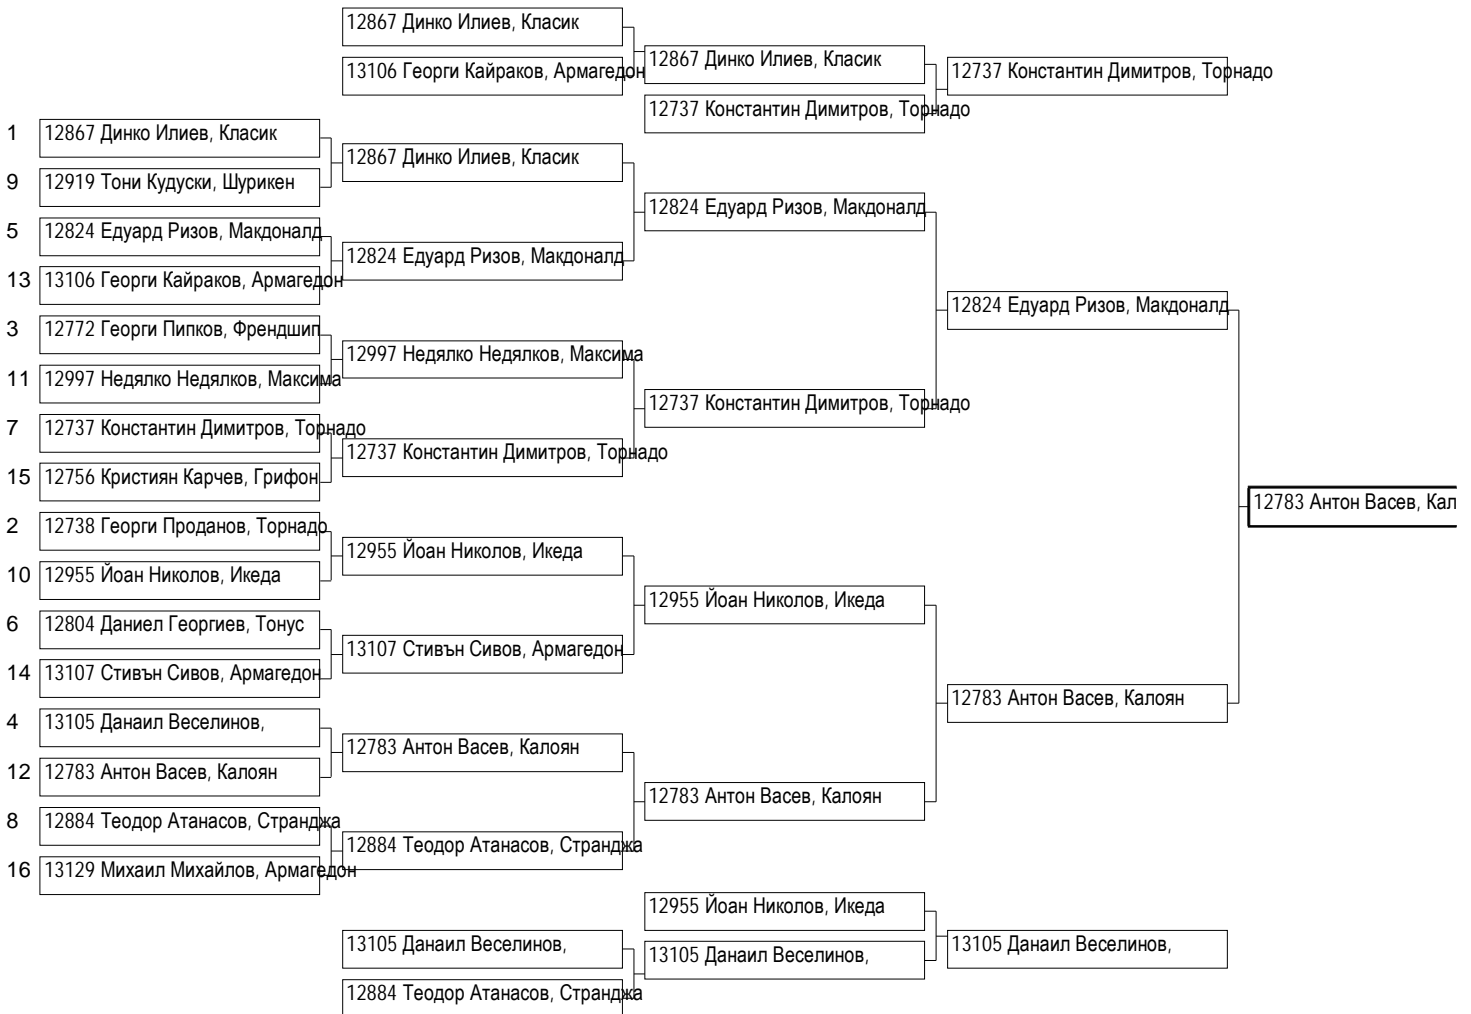 12867 Динко Илиев, Класик
13106 Георги Кайраков, Армагедон
12867 Динко Илиев, Класик
12737 Константин Димитров, Торнадо
12737 Константин Димитров, Торнадо
1 12867 Динко Илиев, Класик
9 12919 Тони Кудуски, Шурикен
5 12824 Едуард Ризов, Макдоналд
13 13106 Георги Кайраков, Армагедон
3 12772 Георги Пипков, Френдшип
11 12997 Недялко Недялков, Максима
7 12737 Константин Димитров, Торнадо
15 12756 Кристиян Карчев, Грифон
2 12738 Георги Проданов, Торнадо
10 12955 Йоан Николов, Икеда
6 12804 Даниел Георгиев, Тонус
14 13107 Стивън Сивов, Армагедон
4 13105 Данаил Веселинов,
12 12783 Антон Васев, Калоян
8 12884 Теодор Атанасов, Странджа
16 13129 Михаил Михайлов, Армагедон
12867 Динко Илиев, Класик
12824 Едуард Ризов, Макдоналд
12997 Недялко Недялков, Максима
12737 Константин Димитров, Торнадо
12955 Йоан Николов, Икеда
13107 Стивън Сивов, Армагедон
12783 Антон Васев, Калоян
12884 Теодор Атанасов, Странджа
12824 Едуард Ризов, Макдоналд
12737 Константин Димитров, Торнадо
12955 Йоан Николов, Икеда
12783 Антон Васев, Калоян
12824 Едуард Ризов, Макдоналд
12783 Антон Васев, Калоян
12783 Антон Васев, Кал
13105 Данаил Веселинов,
12884 Теодор Атанасов, Странджа
12955 Йоан Николов, Икеда
13105 Данаил Веселинов,
13105 Данаил Веселинов,